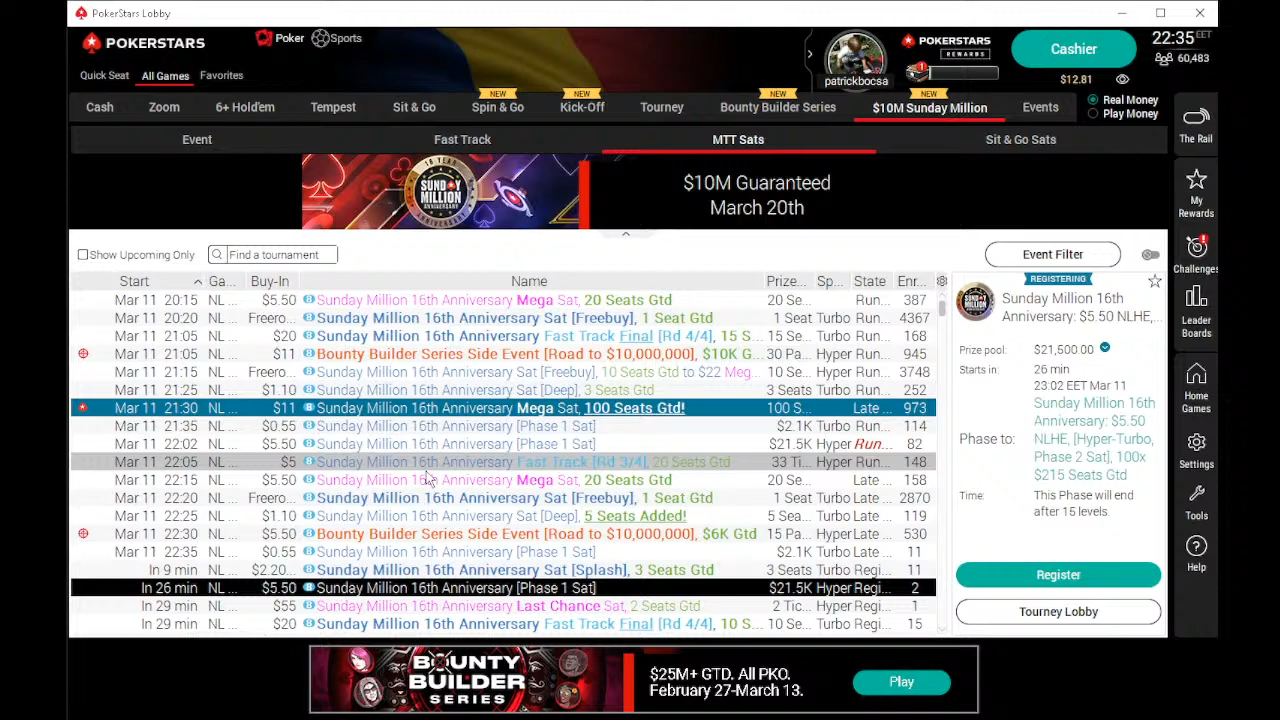 PokerStars Lobby
POKERSTARS
Poker
Sports
Quick Seat
All Games
Favorites
patrickbocsa
POKERSTARS
REWARDS
1
Cashier
$12.81
22:35 EET
60,483
NEW
NEW
NEW
NEW
Cash
Zoom
6+ Hold'em
Tempest
Sit & Go
Spin & Go
Kick-Off
Tourney
Bounty Builder Series
$10M Sunday Million
Events
Real Money
Play Money
Event
Fast Track
MTT Sats
Sit & Go Sats
16 YEAR
SUNDAY
MILLION
ANNIVERSARY
$10M Guaranteed
March 20th
Show Upcoming Only
Find a tournament
Event Filter
Start Ga... Buy-In Name Prize... Sp... State Enr...
Mar 11 20:15 NL ... $5.50 B Sunday Million 16th Anniversary Mega Sat, 20 Seats Gtd 20 Se... Run... 387
Mar 11 20:20 NL ... Freero... B Sunday Million 16th Anniversary Sat [Freebuy], 1 Seat Gtd 1 Seat Turbo Run... 4367
Mar 11 21:05 NL ... $20 B Sunday Million 16th Anniversary Fast Track Final [Rd 4/4], 15 S... 15 Se... Turbo Run... 168
Mar 11 21:05 NL ... $11 B Bounty Builder Series Side Event [Road to $10,000,000], $10K G... 30 Pa... Hyper Run... 945
Mar 11 21:15 NL ... Freero... B Sunday Million 16th Anniversary Sat [Freebuy], 10 Seats Gtd to $22 Meg... 10 Se... Hyper Run... 3748
Mar 11 21:25 NL ... $1.10 B Sunday Million 16th Anniversary Sat [Deep], 3 Seats Gtd 3 Seats Turbo Run... 252
Mar 11 21:30 NL ... $11 B Sunday Million 16th Anniversary Mega Sat, 100 Seats Gtd! 100 S... Late ... 973
Mar 11 21:35 NL ... $0.55 B Sunday Million 16th Anniversary [Phase 1 Sat] $2.1K Turbo Run... 114
Mar 11 22:02 NL ... $5.50 B Sunday Million 16th Anniversary [Phase 1 Sat] $21.5K Hyper Run... 82
Mar 11 22:05 NL ... $5 B Sunday Million 16th Anniversary Fast Track [Rd 3/4], 20 Seats Gtd 33 Ti... Hyper Run... 148
Mar 11 22:15 NL ... $5.50 B Sunday Million 16th Anniversary Mega Sat, 20 Seats Gtd 20 Se... Late ... 158
Mar 11 22:20 NL ... Freero... B Sunday Million 16th Anniversary Sat [Freebuy], 1 Seat Gtd 1 Seat Turbo Late ... 2870
Mar 11 22:25 NL ... $1.10 B Sunday Million 16th Anniversary Sat [Deep], 5 Seats Added! 5 Sea... Turbo Late ... 119
Mar 11 22:30 NL ... $5.50 B Bounty Builder Series Side Event [Road to $10,000,000], $6K Gtd 15 Pa... Turbo Late ... 530
Mar 11 22:35 NL ... $0.55 B Sunday Million 16th Anniversary [Phase 1 Sat] $2.1K Turbo Late ... 11
In 9 min NL ... $2.20... B Sunday Million 16th Anniversary Sat [Splash], 3 Seats Gtd 3 Seats Turbo Regi... 11
In 26 min NL ... $5.50 B Sunday Million 16th Anniversary [Phase 1 Sat] $21.5K Hyper Regi... 2
In 29 min NL ... $55 B Sunday Million 16th Anniversary Last Chance Sat, 2 Seats Gtd 2 Tic... Hyper Regi... 1
In 29 min NL ... $20 B Sunday Million 16th Anniversary Fast Track Final [Rd 4/4], 10 S... 10 Se... Turbo Regi... 15
REGISTERING
SUNDAY
MILLION
Sunday Million 16th
Anniversary: $5.50 NLHE,...
Prize pool: $21,500.00
Starts in: 26 min
23:02 EET Mar 11
Phase to: Sunday Million 16th
Anniversary: $5.50
NLHE, [Hyper-Turbo,
Phase 2 Sat], 100x
$215 Seats Gtd
Time: This Phase will end
after 15 levels.
Register
Tourney Lobby
The Rail
My
Rewards
Challenges
Leader
Boards
Home
Games
Settings
Tools
Help
BOUNTY
BUILDER
SERIES
$25M+ GTD. All PKO.
February 27-March 13.
Play